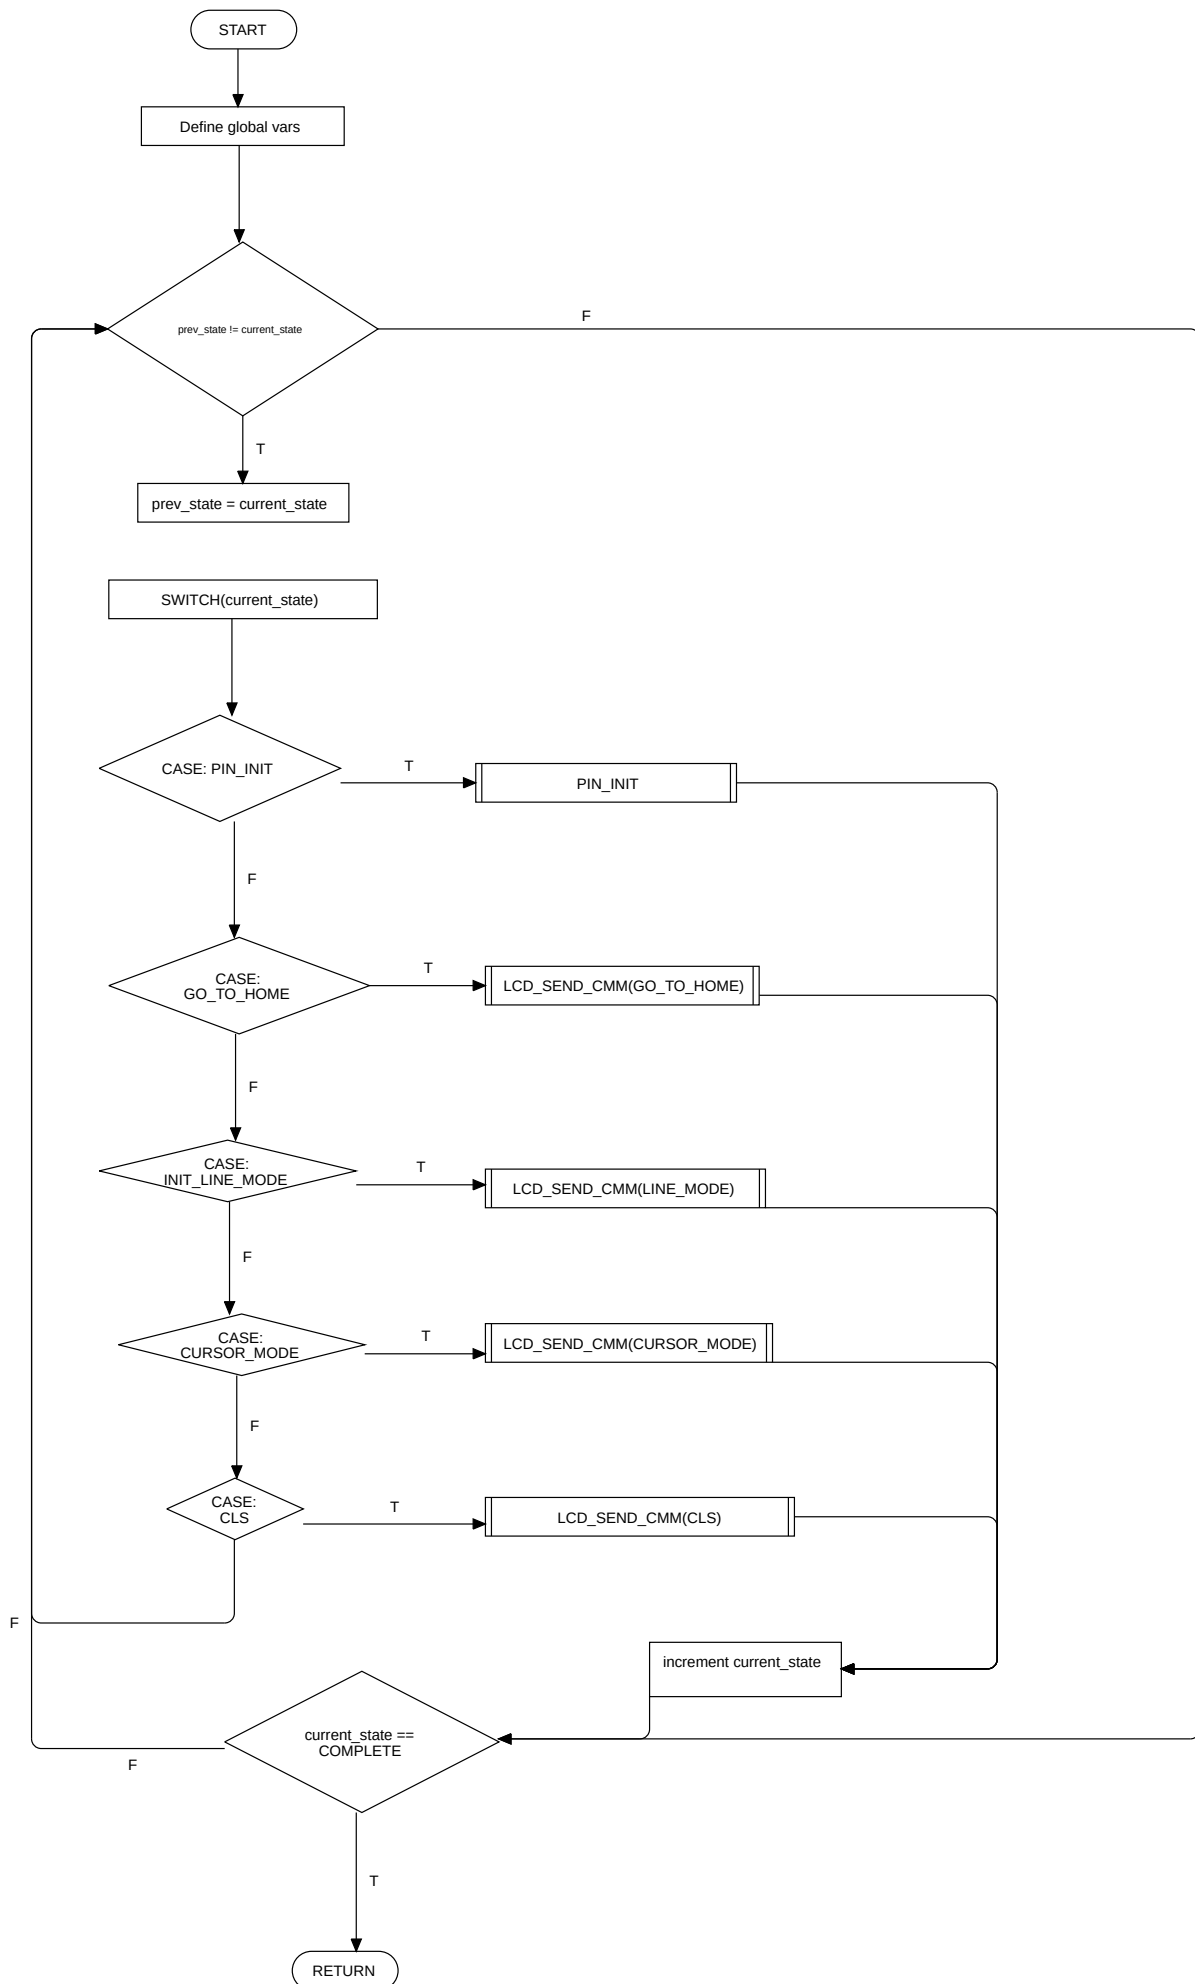 START
Define global vars
F
prev_state != current_state
T
prev_state = current_state
SWITCH(current_state)
CASE: PIN_INIT
T
PIN_INIT
F
CASE:
GO_TO_HOME
T
LCD_SEND_CMM(GO_TO_HOME)
F
CASE:
INIT_LINE_MODE
T
LCD_SEND_CMM(LINE_MODE)
F
CASE:
CURSOR_MODE
T
LCD_SEND_CMM(CURSOR_MODE)
F
CASE:
CLS
T
LCD_SEND_CMM(CLS)
F
increment current_state
current_state ==
COMPLETE
F
T
RETURN